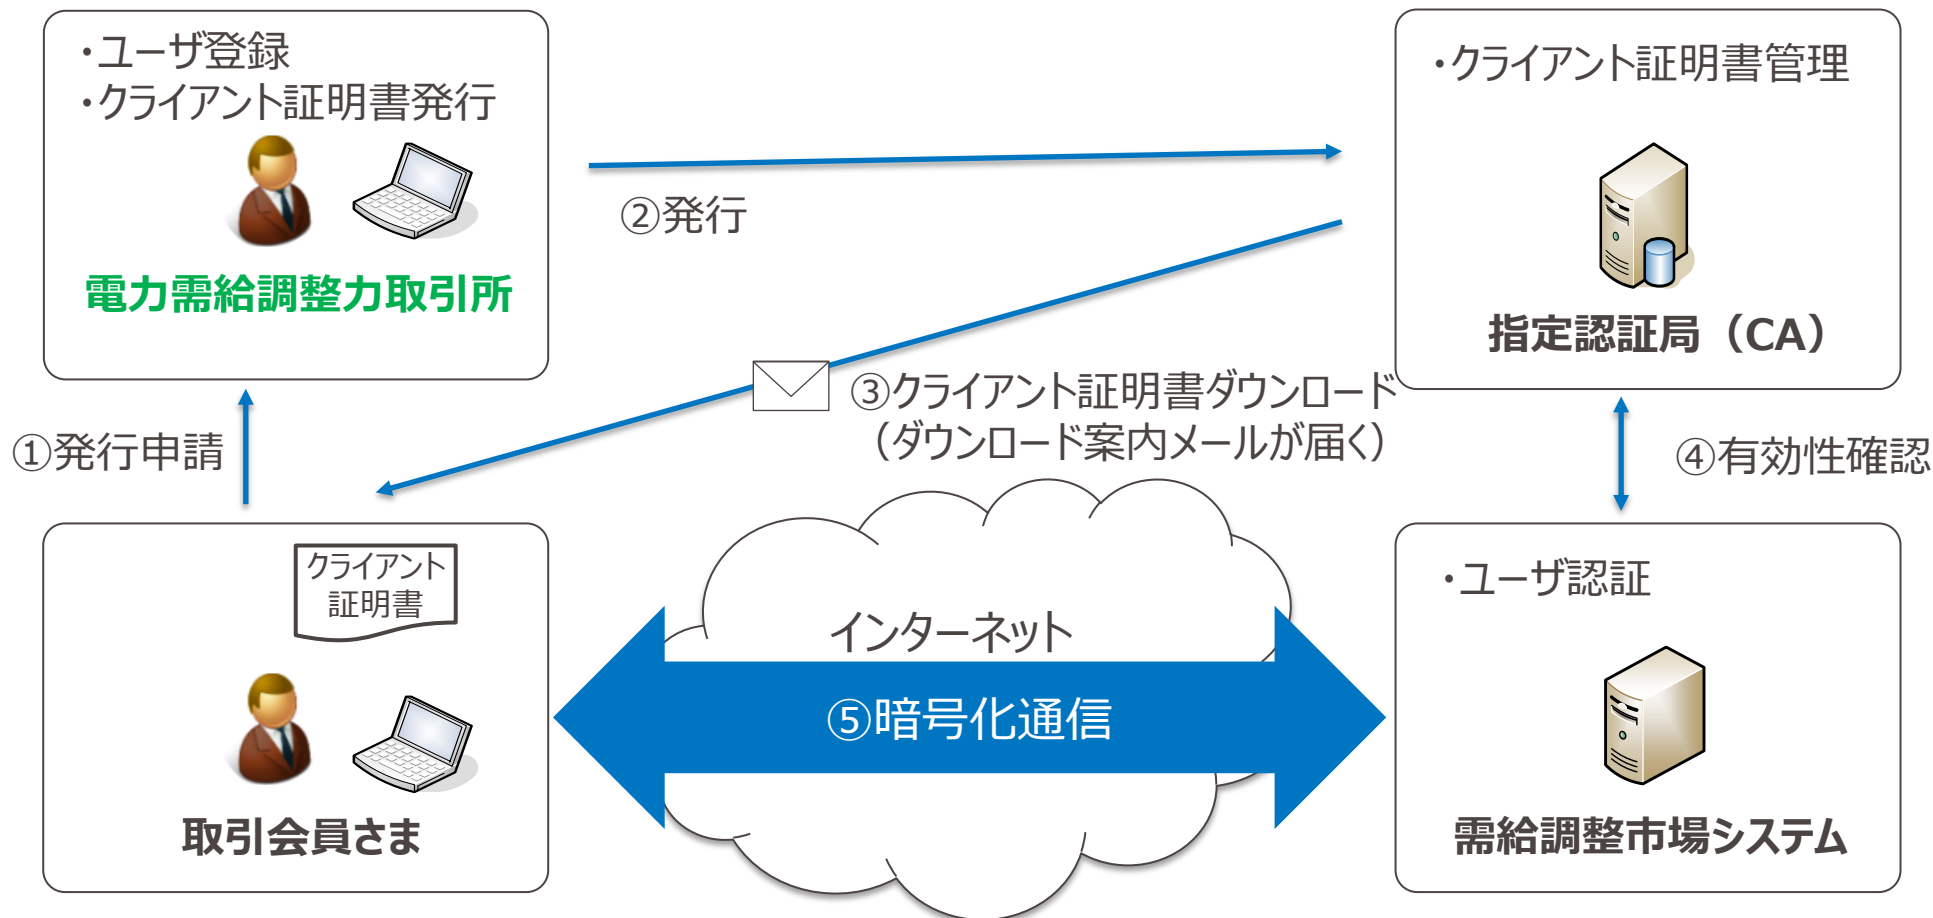 ・ユーザ登録
・クライアント証明書発行
電力需給調整力取引所
・クライアント証明書管理
指定認証局（CA）
②発行
③クライアント証明書ダウンロード
（ダウンロード案内メールが届く）
①発行申請
④有効性確認
クライアント
証明書
取引会員さま
インターネット
⑤暗号化通信
・ユーザ認証
需給調整市場システム